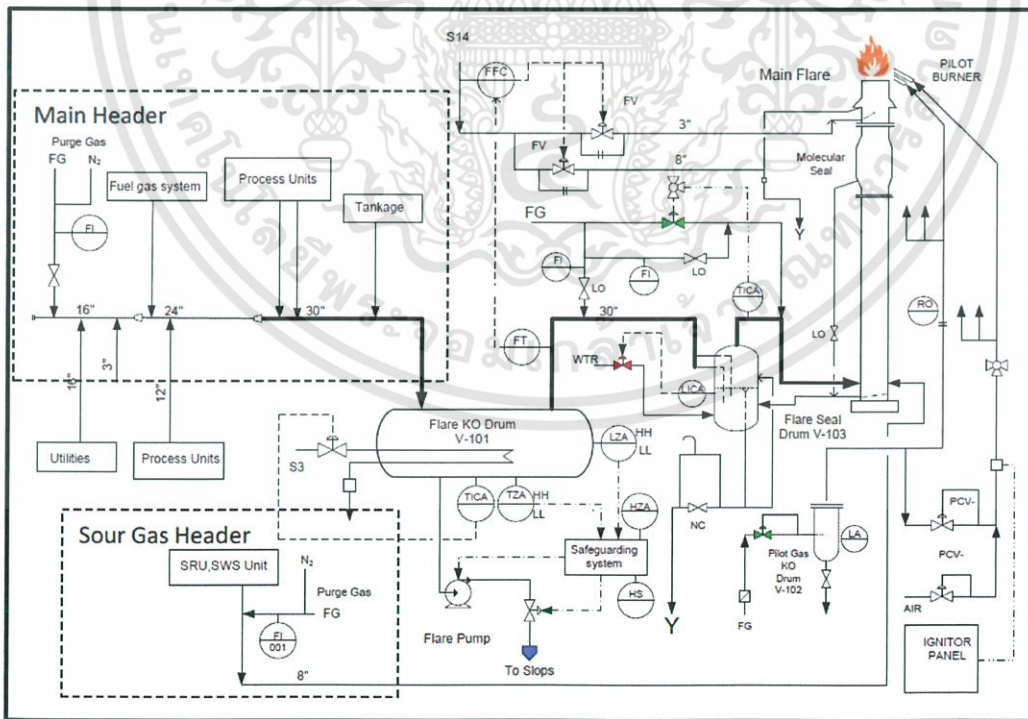 S14
FFC
FV
Main Flare
PILOT
BURNER
Main Header
Purge Gas
FG
N₂
Fuel gas system
Process Units
Tankage
FI
FV
3"
8"
Molecular
Seal
FG
FI
LO
FI
LO
TICA
Y
RO
LO
16"
24"
30"
30"
16"
3"
12"
FT
WTR
LICA
Flare KO Drum
V-101
Flare Seal
Drum V-103
Utilities
Process Units
S3
LZA
HH
LL
TICA
TZA
HH
LL
HZA
Safeguarding
system
HS
NC
Y
Pilot Gas
KO
Drum
V-102
LA
FG
PCV-
PCV-
AIR
IGNITOR
PANEL
Sour Gas Header
SRU,SWS Unit
N₂
Purge Gas
FG
FI
001
8"
Flare Pump
To Slops